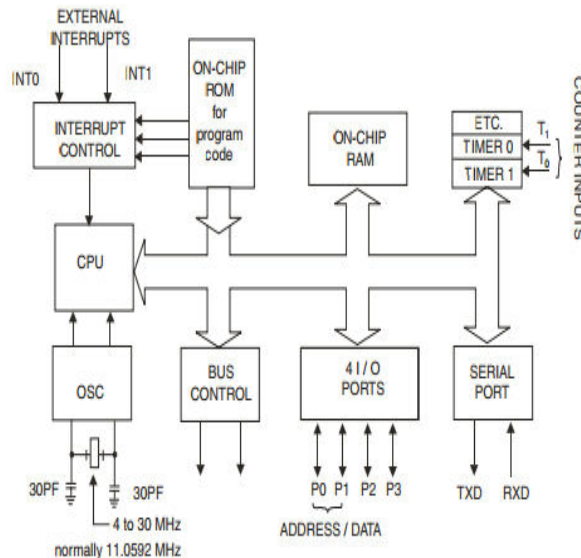 EXTERNAL
INTERRUPTS
INT0
INT1
INTERRUPT
CONTROL
ON-CHIP
ROM
for
program
code
ON-CHIP
RAM
ETC.
TIMER 0
TIMER 1
T1
T0
COUNTER INPUTS
CPU
OSC
BUS
CONTROL
4 I / O
PORTS
SERIAL
PORT
30PF
30PF
P0 P1 P2 P3
TXD RXD
ADDRESS / DATA
4 to 30 MHz
normally 11.0592 MHz